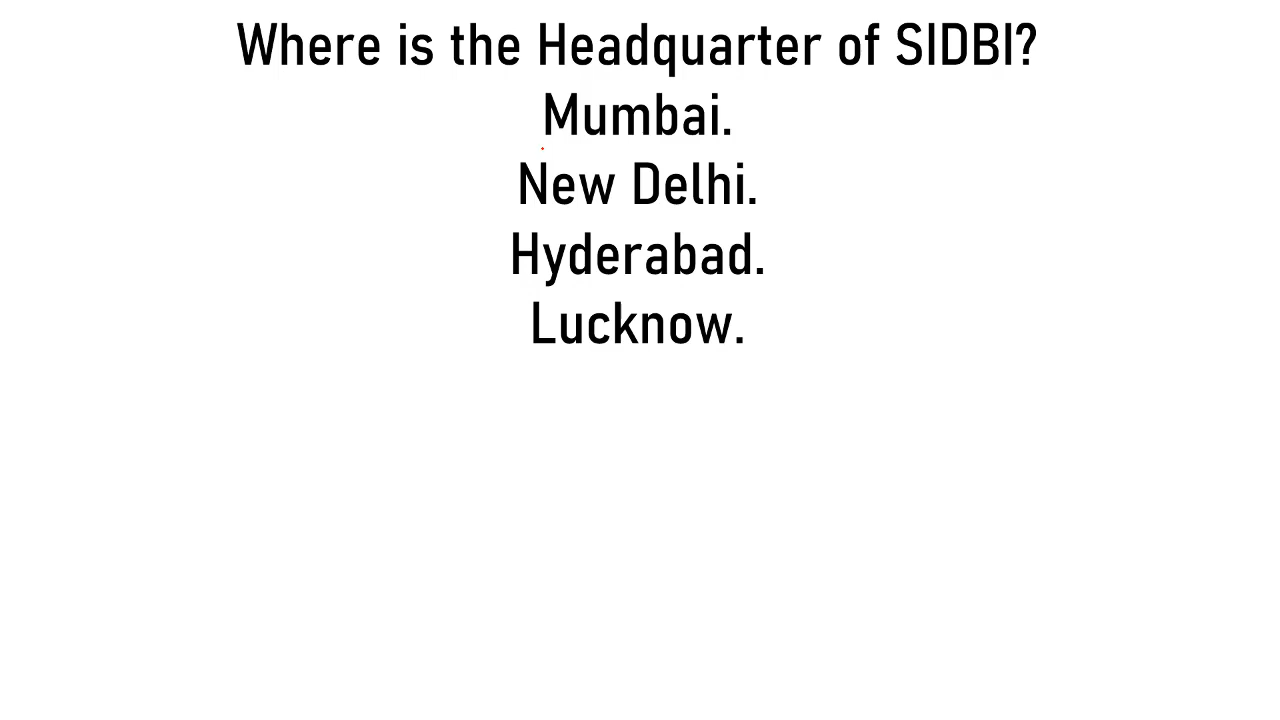 Where is the Headquarter of SIDBI?
Mumbai.
New Delhi.
Hyderabad.
Lucknow.